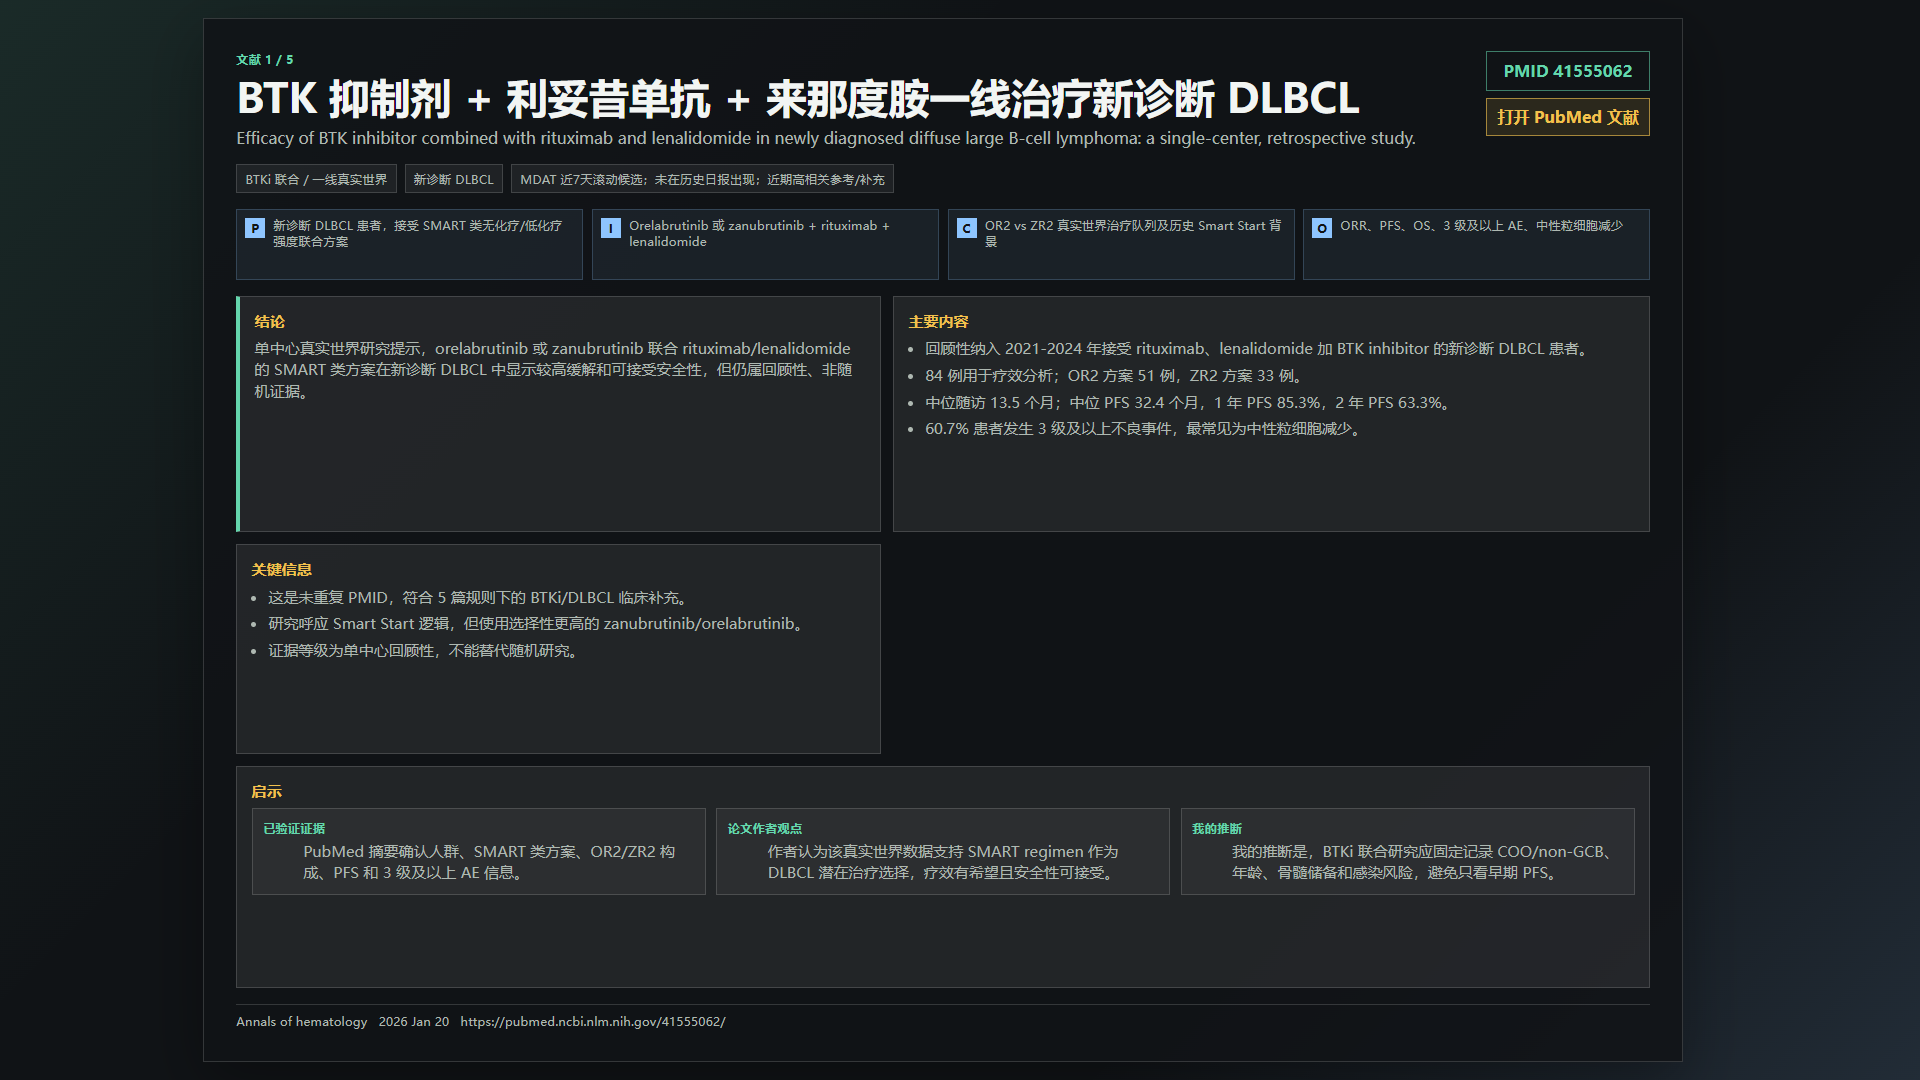 文献 1 / 5
BTK 抑制剂 + 利妥昔单抗 + 来那度胺一线治疗新诊断 DLBCL
Efficacy of BTK inhibitor combined with rituximab and lenalidomide in newly diagnosed diffuse large B-cell lymphoma: a single-center, retrospective study.
PMID 41555062
打开 PubMed 文献
BTKi 联合 / 一线真实世界
新诊断 DLBCL
MDAT 近7天滚动候选；未在历史日报出现；近期高相关参考/补充
P
新诊断 DLBCL 患者，接受 SMART 类无化疗/低化疗
强度联合方案
I
Orelabrutinib 或 zanubrutinib + rituximab +
lenalidomide
C
OR2 vs ZR2 真实世界治疗队列及历史 Smart Start 背
景
O
ORR、PFS、OS、3 级及以上 AE、中性粒细胞减少
结论
单中心真实世界研究提示，orelabrutinib 或 zanubrutinib 联合 rituximab/lenalidomide
的 SMART 类方案在新诊断 DLBCL 中显示较高缓解和可接受安全性，但仍属回顾性、非随
机证据。
主要内容
• 回顾性纳入 2021-2024 年接受 rituximab、lenalidomide 加 BTK inhibitor 的新诊断 DLBCL 患者。
• 84 例用于疗效分析；OR2 方案 51 例，ZR2 方案 33 例。
• 中位随访 13.5 个月；中位 PFS 32.4 个月，1 年 PFS 85.3%，2 年 PFS 63.3%。
• 60.7% 患者发生 3 级及以上不良事件，最常见为中性粒细胞减少。
关键信息
• 这是未重复 PMID，符合 5 篇规则下的 BTKi/DLBCL 临床补充。
• 研究呼应 Smart Start 逻辑，但使用选择性更高的 zanubrutinib/orelabrutinib。
• 证据等级为单中心回顾性，不能替代随机研究。
启示
已验证证据
PubMed 摘要确认人群、SMART 类方案、OR2/ZR2 构
成、PFS 和 3 级及以上 AE 信息。
论文作者观点
作者认为该真实世界数据支持 SMART regimen 作为
DLBCL 潜在治疗选择，疗效有希望且安全性可接受。
我的推断
我的推断是，BTKi 联合研究应固定记录 COO/non-GCB、
年龄、骨髓储备和感染风险，避免只看早期 PFS。
Annals of hematology 2026 Jan 20 https://pubmed.ncbi.nlm.nih.gov/41555062/